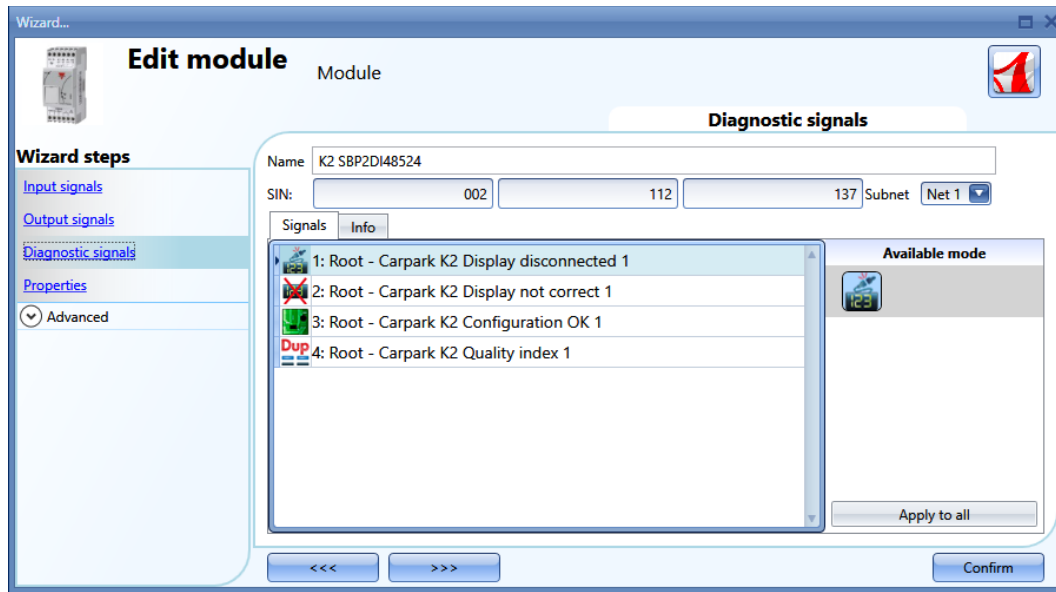 Wizard...
Edit module
Module
Diagnostic signals
Wizard steps
Input signals
Output signals
Diagnostic signals
Properties
Advanced
Name K2 SBP2DI48524
SIN: 002 112 137 Subnet Net 1
Signals Info
1: Root - Carpark K2 Display disconnected 1
2: Root - Carpark K2 Display not correct 1
3: Root - Carpark K2 Configuration OK 1
Dup 4: Root - Carpark K2 Quality index 1
Available mode
123
Apply to all
<<< >>> Confirm